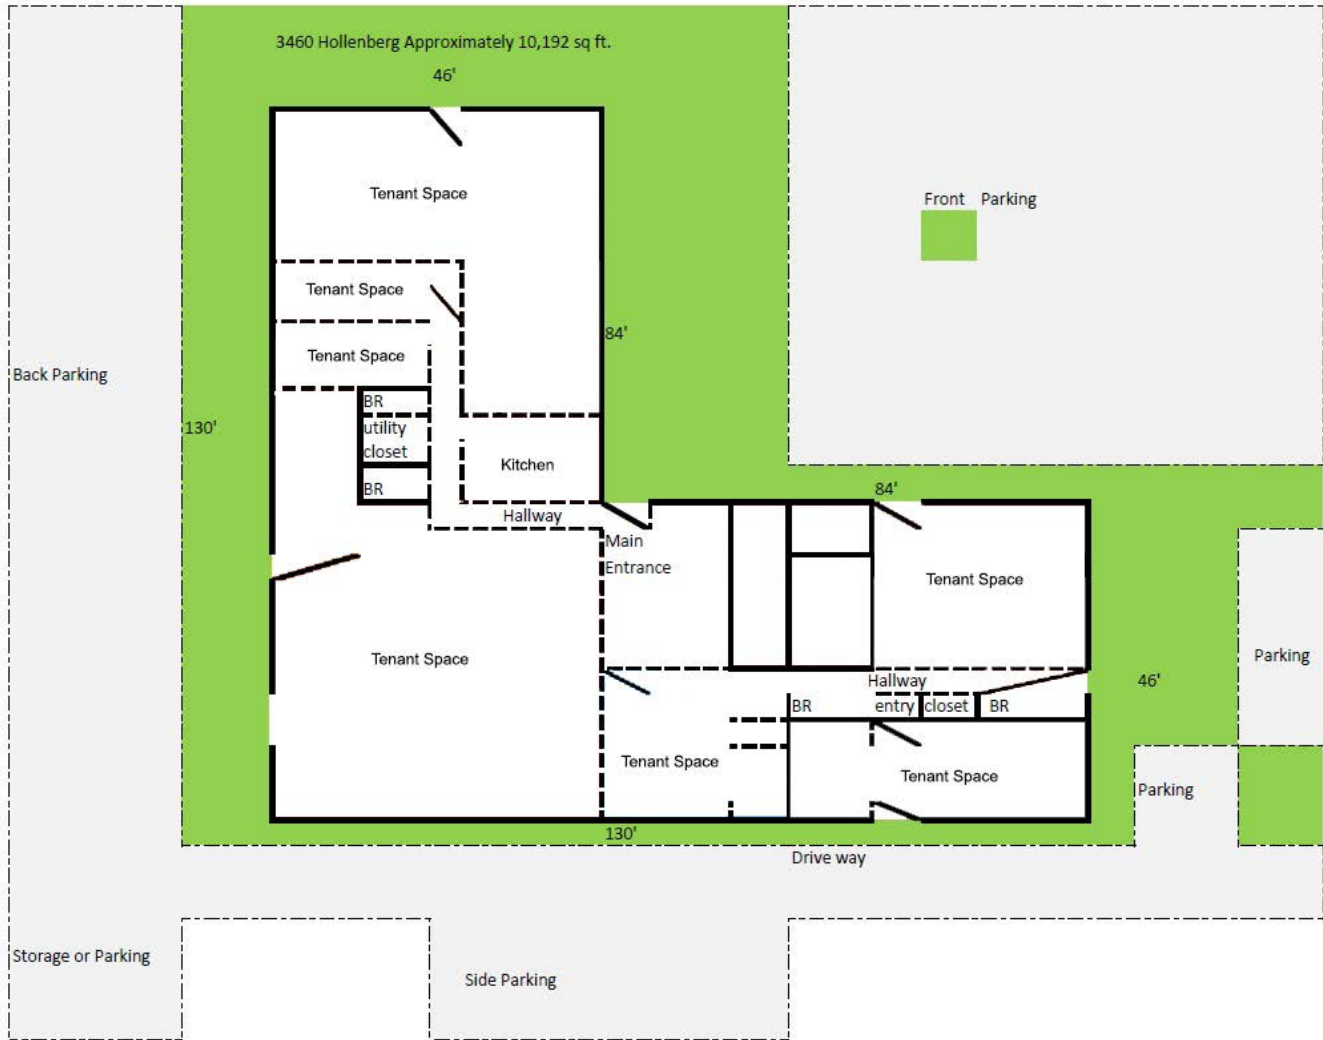 3460 Hollenberg Approximately 10,192 sq ft.
46'
Tenant Space
Front Parking
Tenant Space
84'
Tenant Space
Back Parking
BR
130'
utility
closet
Kitchen
BR
84'
Hallway
Main
Entrance
Tenant Space
Tenant Space
Parking
Hallway
46'
BR
entry
closet
BR
Tenant Space
Tenant Space
Parking
130'
Drive way
Storage or Parking
Side Parking